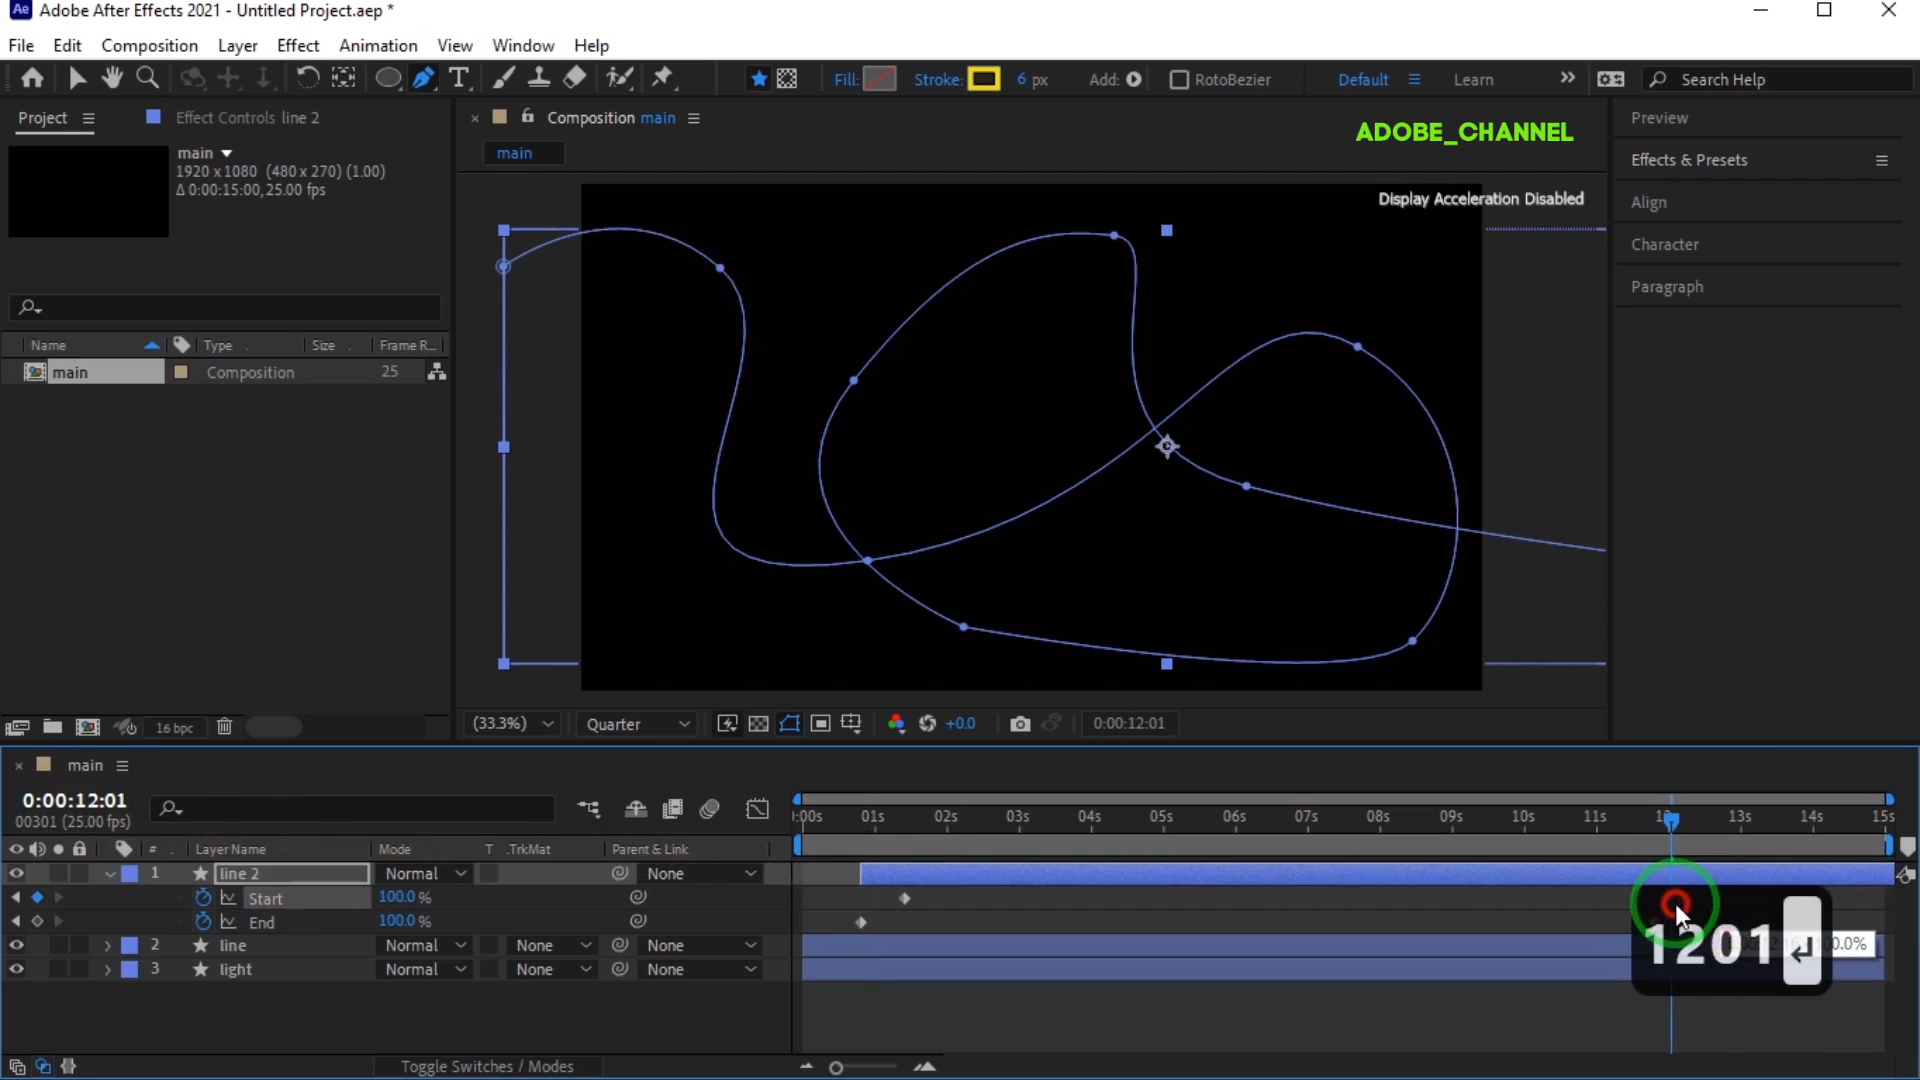 Ae Adobe After Effects 2021 - Untitled Project.aep *
File Edit Composition Layer Effect Animation View Window Help
T Fill: Stroke: 6 px Add: RotoBezier Default Learn Search Help
Project Effect Controls line 2
Composition main
ADOBE_CHANNEL
Preview
main
1920 x 1080 (480 x 270) (1.00)
Δ 0:00:15:00, 25.00 fps
main
Effects & Presets
Display Acceleration Disabled
Align
Character
Paragraph
Name Type Size Frame R...
main Composition 25
16 bpc
(33.3%) Quarter +0.0 0:00:12:01
main
0:00:12:01
00301 (25.00 fps)
:00s 01s 02s 03s 04s 05s 06s 07s 08s 09s 10s 11s 13s 14s 15s
# Layer Name Mode T .TrkMat Parent & Link
1 line 2 Normal None
Start 100.0 %
End 100.0 %
2 line Normal None None
3 light Normal None None
1201
Toggle Switches / Modes